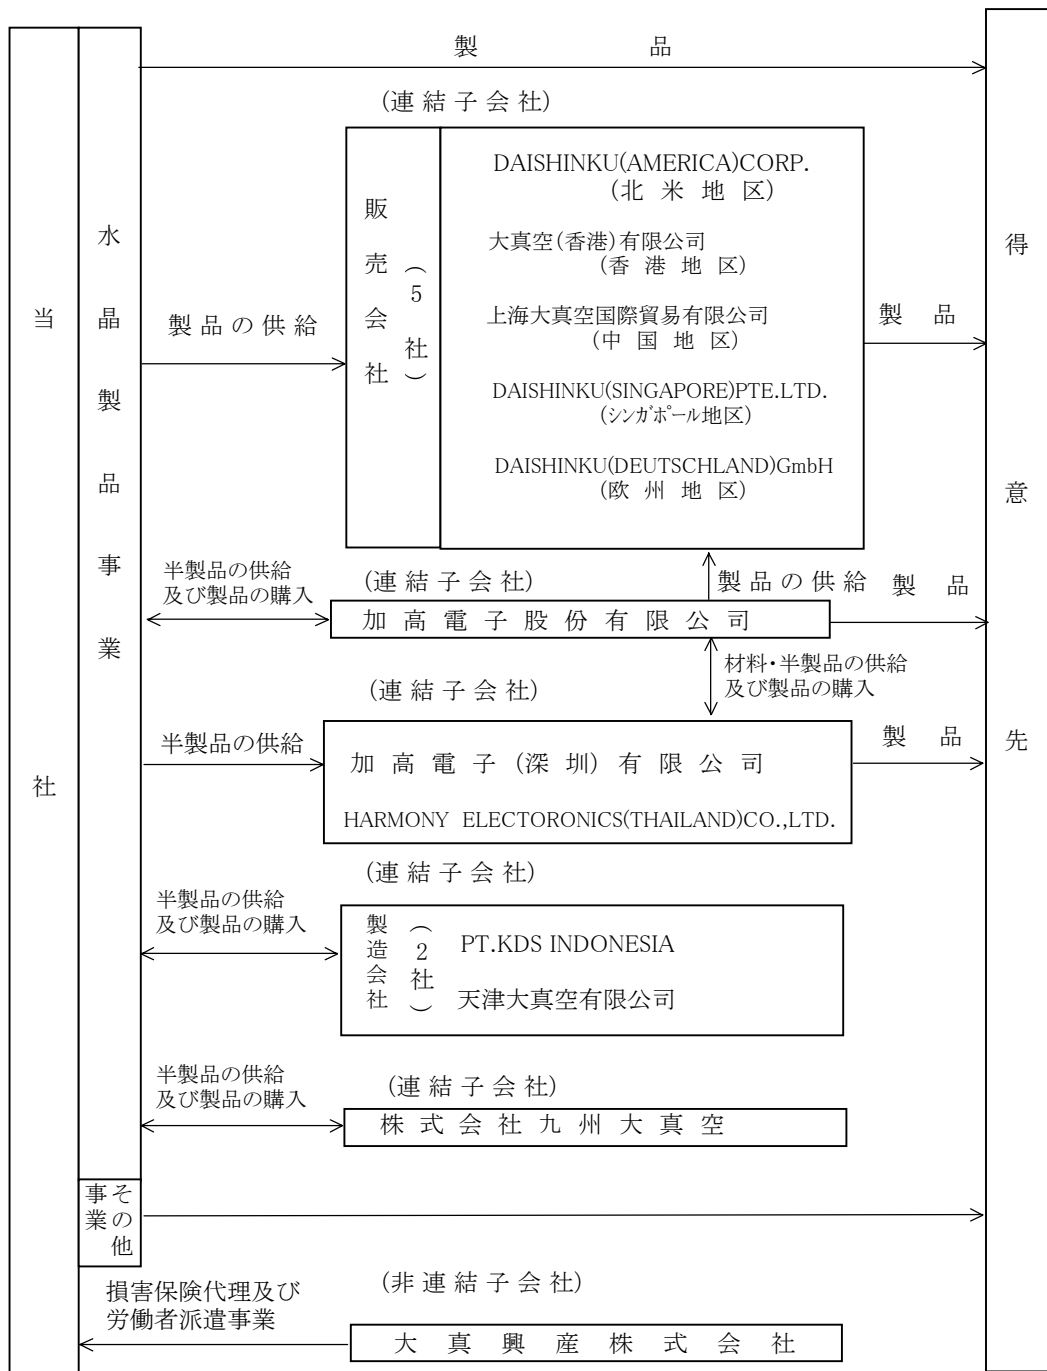 当社
水晶製品事業
製品
(連結子会社)
販売会社
(5社)
DAISHINKU(AMERICA)CORP.
(北米地区)
大真空(香港)有限公司
(香港地区)
上海大真空国際貿易有限公司
(中国地区)
DAISHINKU(SINGAPORE)PTE.LTD.
(シンガポール地区)
DAISHINKU(DEUTSCHLAND)GmbH
(欧州地区)
製品の供給
製品
得意先
半製品の供給
及び製品の購入
(連結子会社)
製品の供給
製品
加高電子股份有限公司
材料・半製品の供給
及び製品の購入
(連結子会社)
半製品の供給
製品
加高電子(深圳)有限公司
HARMONY ELECTORONICS(THAILAND)CO.,LTD.
(連結子会社)
半製品の供給
及び製品の購入
製造会社
(2社)
PT.KDS INDONESIA
天津大真空有限公司
半製品の供給
及び製品の購入
(連結子会社)
株式会社九州大真空
その他
事業
損害保険代理及び
労働者派遣事業
(非連結子会社)
大真興産株式会社